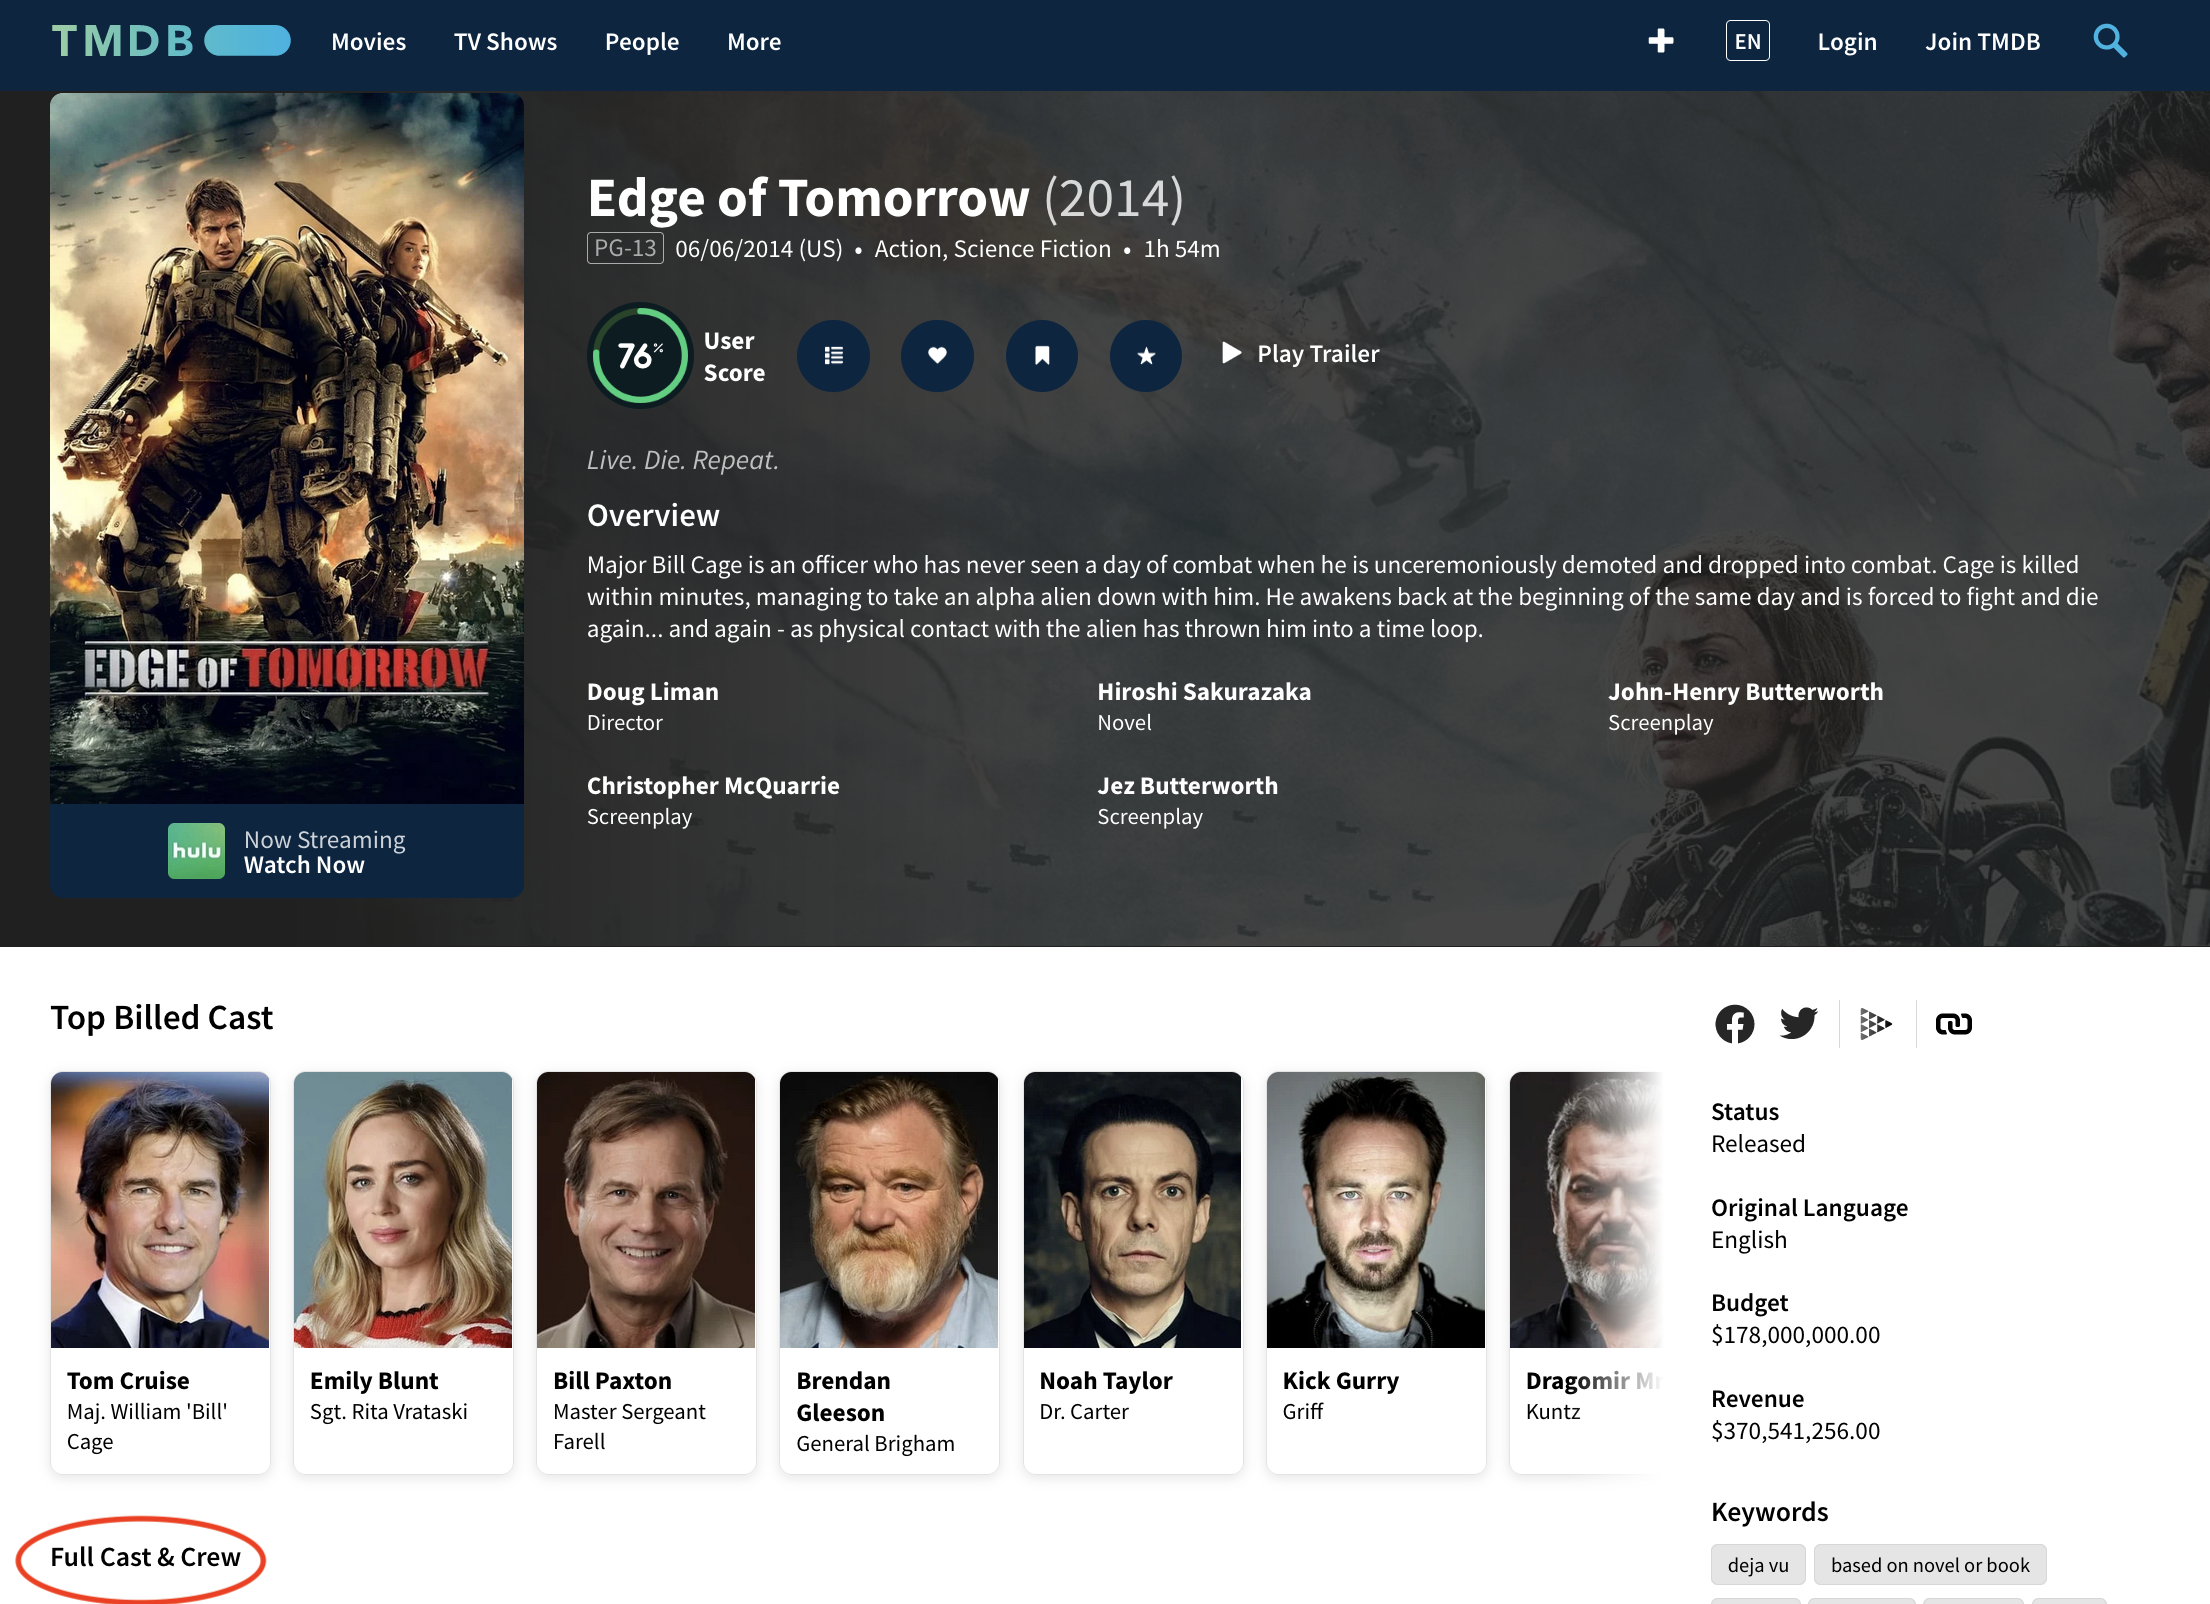 TMDB
Movies
TV Shows
People
More
EN
Login
Join TMDB
EDGE OF TOMORROW
hulu
Now Streaming
Watch Now
Edge of Tomorrow (2014)
PG-13 06/06/2014 (US) • Action, Science Fiction • 1h 54m
76%
User
Score
Play Trailer
Live. Die. Repeat.
Overview
Major Bill Cage is an officer who has never seen a day of combat when he is unceremoniously demoted and dropped into combat. Cage is killed
within minutes, managing to take an alpha alien down with him. He awakens back at the beginning of the same day and is forced to fight and die
again... and again - as physical contact with the alien has thrown him into a time loop.
Doug Liman
Director
Hiroshi Sakurazaka
Novel
John-Henry Butterworth
Screenplay
Christopher McQuarrie
Screenplay
Jez Butterworth
Screenplay
Top Billed Cast
Tom Cruise
Maj. William 'Bill'
Cage
Emily Blunt
Sgt. Rita Vrataski
Bill Paxton
Master Sergeant
Farell
Brendan
Gleeson
General Brigham
Noah Taylor
Dr. Carter
Kick Gurry
Griff
Dragomir
Kuntz
Full Cast & Crew
Status
Released
Original Language
English
Budget
$178,000,000.00
Revenue
$370,541,256.00
Keywords
deja vu
based on novel or book